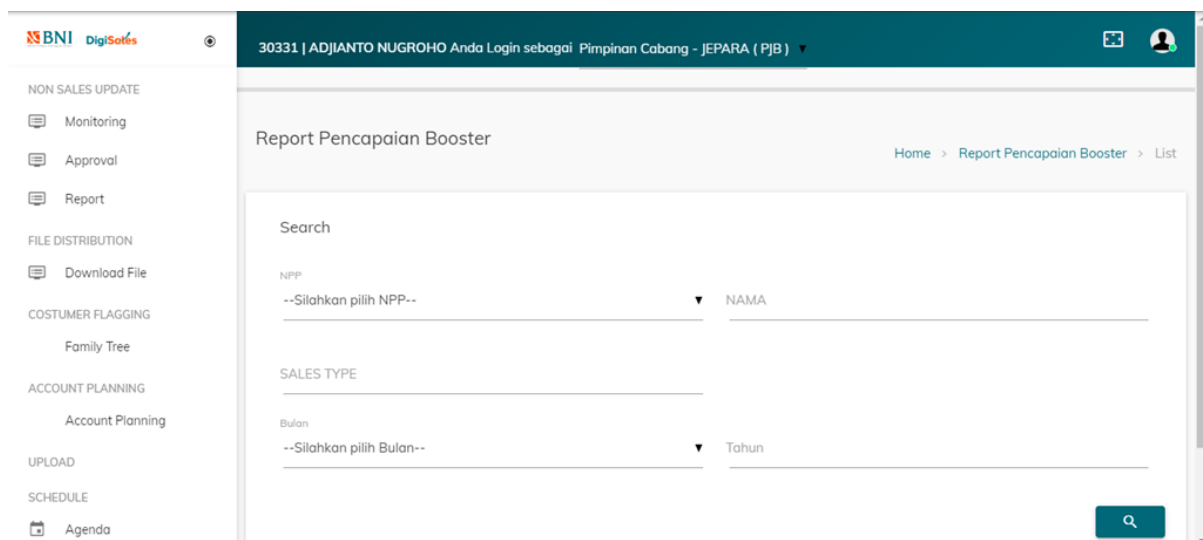 BNI DigiSales
30331 | ADJIANTO NUGROHO Anda Login sebagai Pimpinan Cabang - JEPARA ( PJB )
NON SALES UPDATE
Monitoring
Approval
Report
FILE DISTRIBUTION
Download File
COSTUMER FLAGGING
Family Tree
ACCOUNT PLANNING
Account Planning
UPLOAD
SCHEDULE
Agenda
Report Pencapaian Booster
Home > Report Pencapaian Booster > List
Search
NPP
--Silahkan pilih NPP--
NAMA
SALES TYPE
Bulan
--Silahkan pilih Bulan--
Tahun